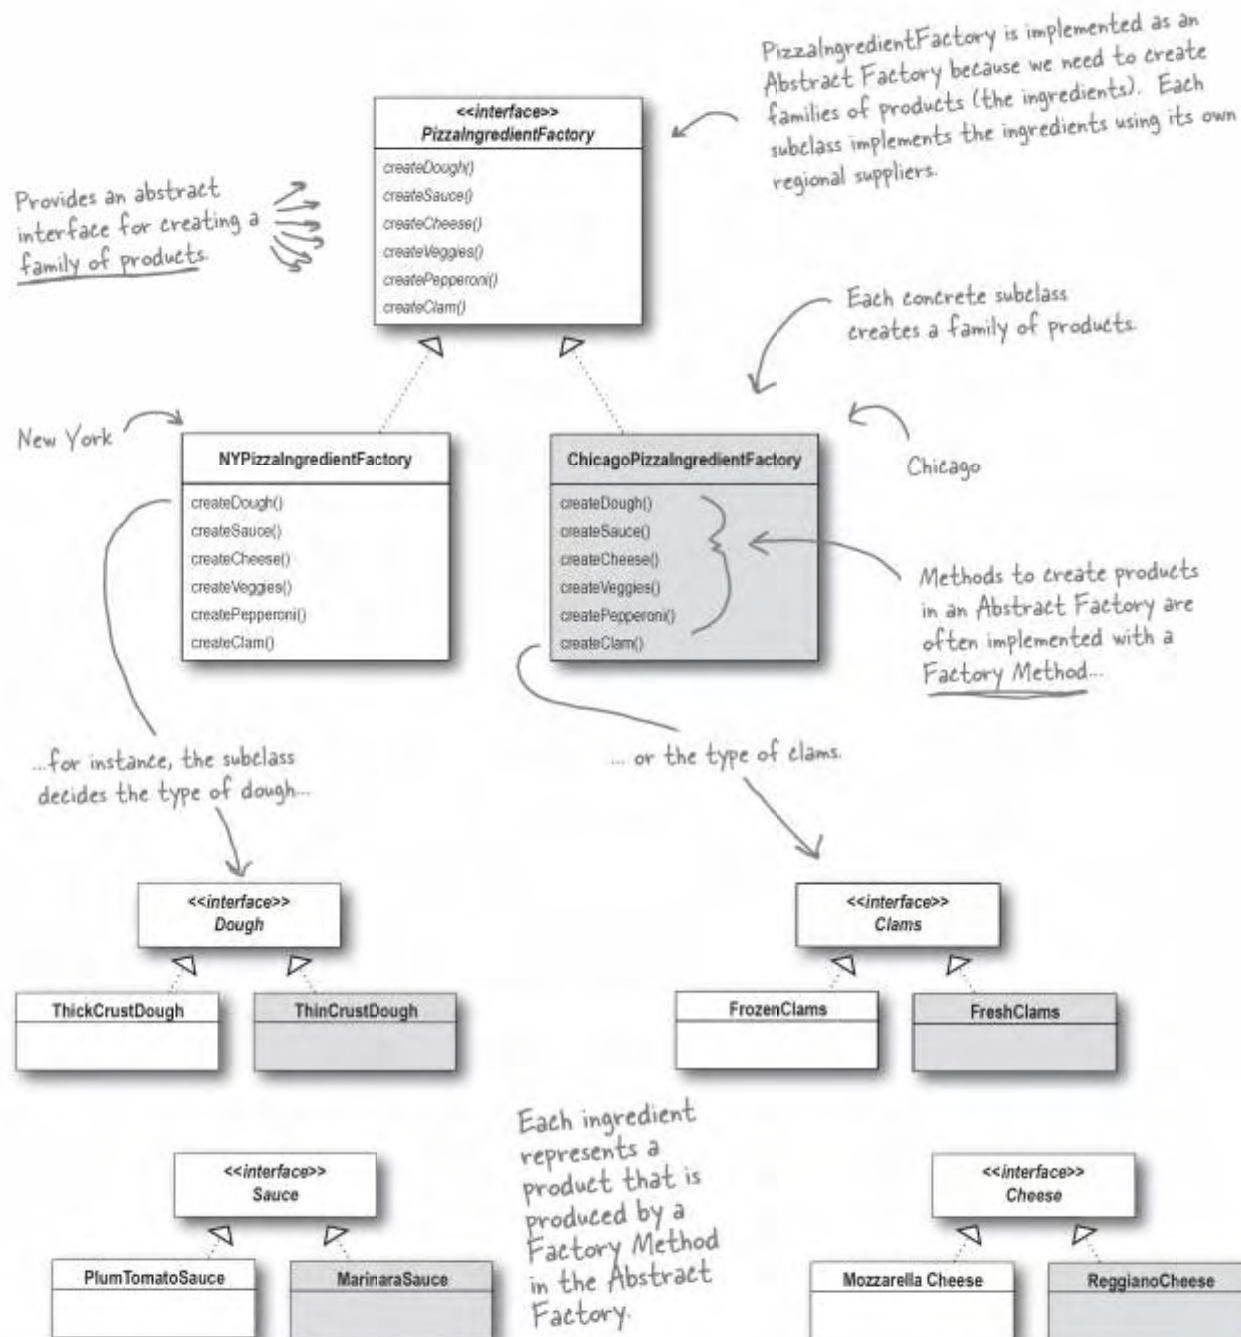 PizzaIngredientFactory is implemented as an
Abstract Factory because we need to create
families of products (the ingredients). Each
subclass implements the ingredients using its own
regional suppliers.
<<interface>>
PizzaIngredientFactory
createDough()
createSauce()
createCheese()
createVeggies()
createPepperoni()
createClam()
Provides an abstract
interface for creating a
family of products.
Each concrete subclass
creates a family of products.
New York
Chicago
NYPizzaIngredientFactory
createDough()
createSauce()
createCheese()
createVeggies()
createPepperoni()
createClam()
ChicagoPizzaIngredientFactory
createDough()
createSauce()
createCheese()
createVeggies()
createPepperoni()
createClam()
Methods to create products
in an Abstract Factory are
often implemented with a
Factory Method...
...for instance, the subclass
decides the type of dough...
... or the type of clams.
<<interface>>
Dough
ThickCrustDough
ThinCrustDough
<<interface>>
Clams
FrozenClams
FreshClams
Each ingredient
represents a
product that is
produced by a
Factory Method
in the Abstract
Factory.
<<interface>>
Sauce
PlumTomatoSauce
MarinaraSauce
<<interface>>
Cheese
Mozzarella Cheese
ReggianoCheese